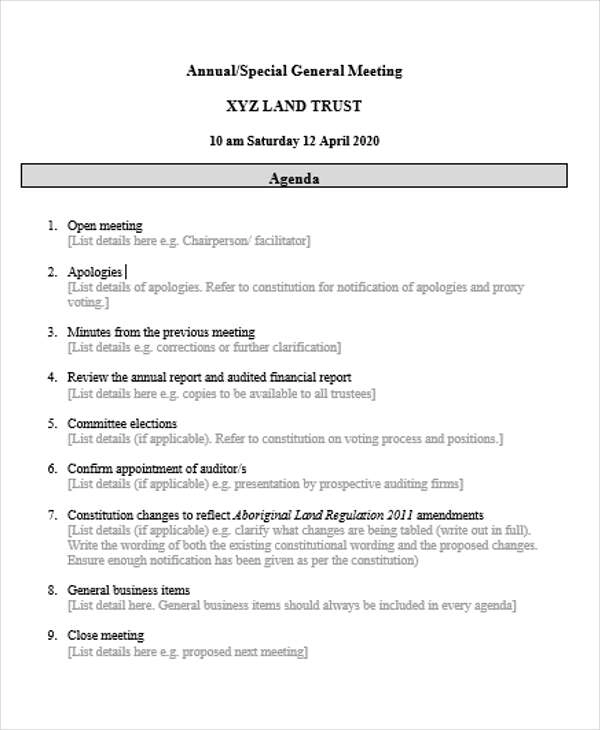 Annual/Special General Meeting
XYZ LAND TRUST
10 am Saturday 12 April 2020
Agenda
1. Open meeting
[List details here e.g. Chairperson/ facilitator]
2. Apologies
[List details of apologies. Refer to constitution for notification of apologies and proxy
voting.]
3. Minutes from the previous meeting
[List details e.g. corrections or further clarification]
4. Review the annual report and audited financial report
[List details here e.g. copies to be available to all trustees]
5. Committee elections
[List details (if applicable). Refer to constitution on voting process and positions.]
6. Confirm appointment of auditor/s
[List details (if applicable) e.g. presentation by prospective auditing firms]
7. Constitution changes to reflect Aboriginal Land Regulation 2011 amendments
[List details (if applicable) e.g. clarify what changes are being tabled (write out in full).
Write the wording of both the existing constitutional wording and the proposed changes.
Ensure enough notification has been given as per the constitution)
8. General business items
[List detail here. General business items should always be included in every agenda]
9. Close meeting
[List details here e.g. proposed next meeting]